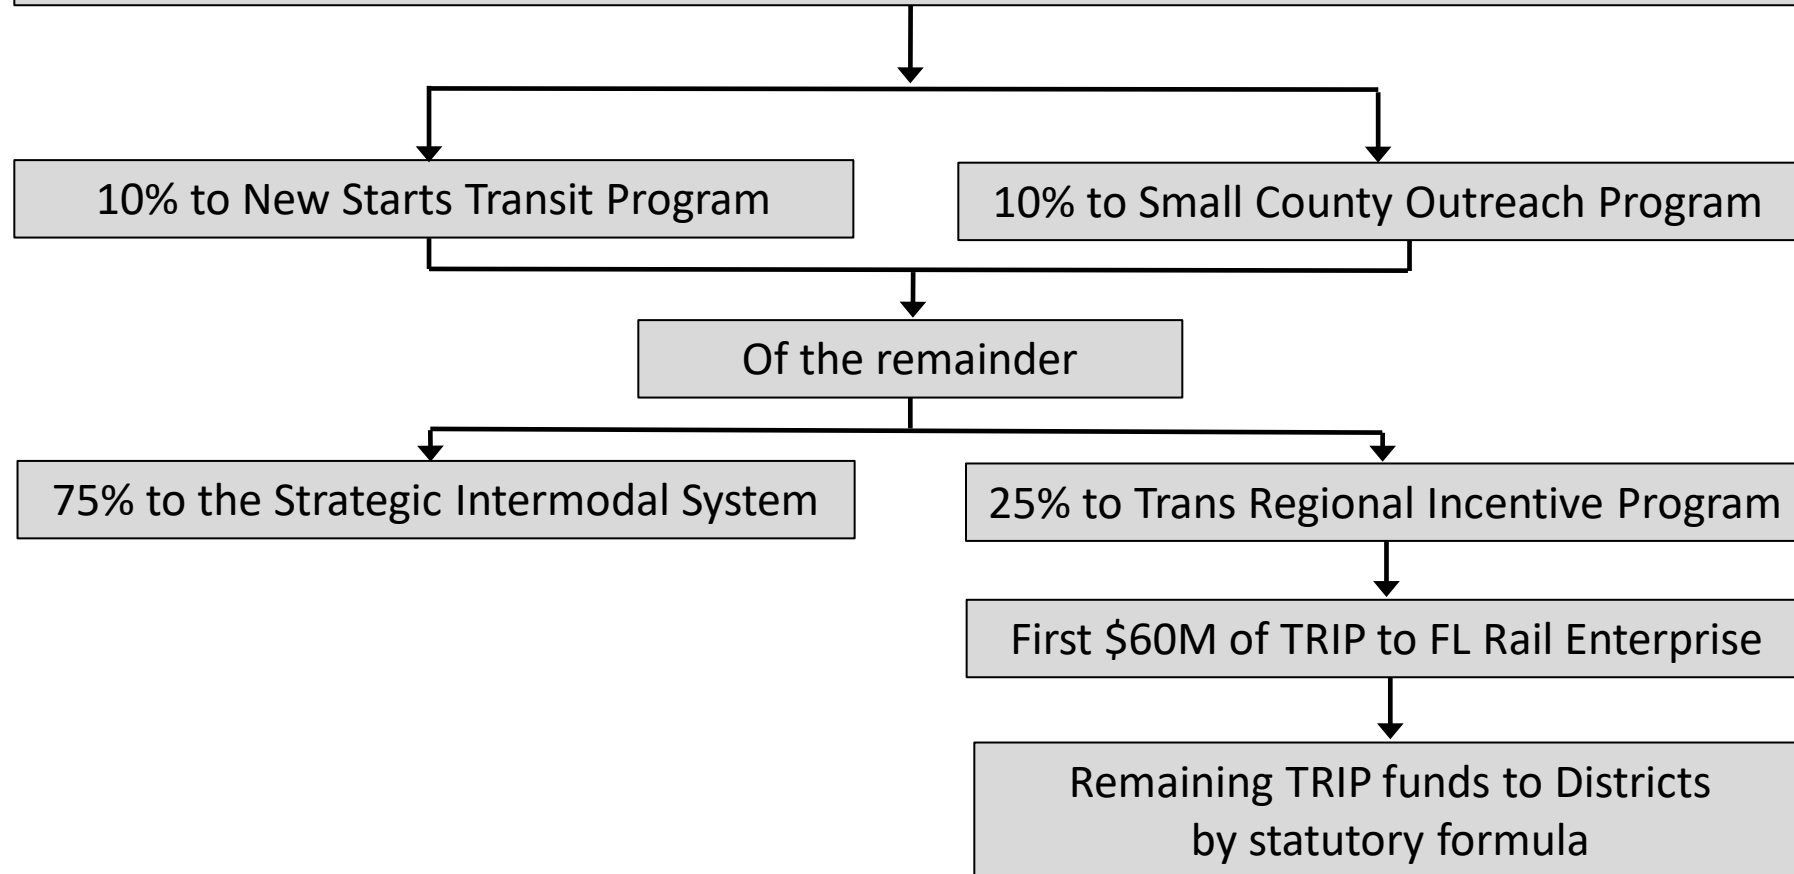 10% to New Starts Transit Program
10% to Small County Outreach Program
Of the remainder
75% to the Strategic Intermodal System
25% to Trans Regional Incentive Program
First $60M of TRIP to FL Rail Enterprise
Remaining TRIP funds to Districts
by statutory formula